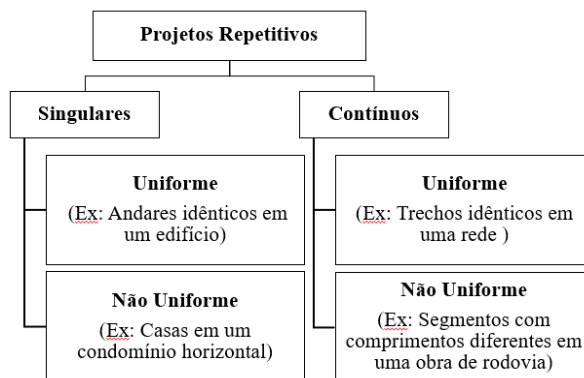 Projetos Repetitivos
Singulares
Contínuos
Uniforme
(Ex: Andares idênticos em
um edifício)
Não Uniforme
(Ex: Casas em um
condomínio horizontal)
Uniforme
(Ex: Trechos idênticos em
uma rede )
Não Uniforme
(Ex: Segmentos com
comprimentos diferentes em
uma obra de rodovia)